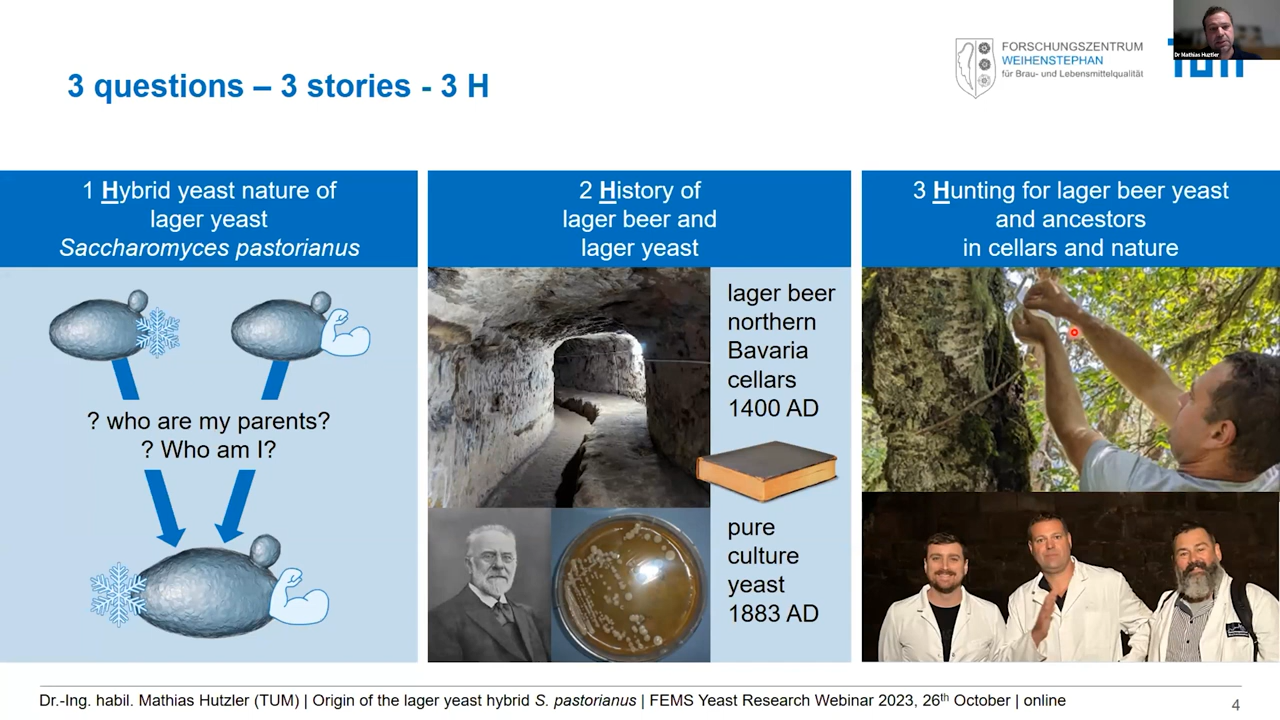 Dr Mathias Hutzler
FORSCHUNGSZENTRUM
WEIHENSTEPHAN
für Brau- und Lebensmittelqualität
3 questions – 3 stories - 3 H
1 Hybrid yeast nature of
lager yeast
Saccharomyces pastorianus
? who are my parents?
? Who am I?
2 History of
lager beer and
lager yeast
lager beer
northern
Bavaria
cellars
1400 AD
pure
culture
yeast
1883 AD
3 Hunting for lager beer yeast
and ancestors
in cellars and nature
Dr.-Ing. habil. Mathias Hutzler (TUM) | Origin of the lager yeast hybrid S. pastorianus | FEMS Yeast Research Webinar 2023, 26th October | online
4